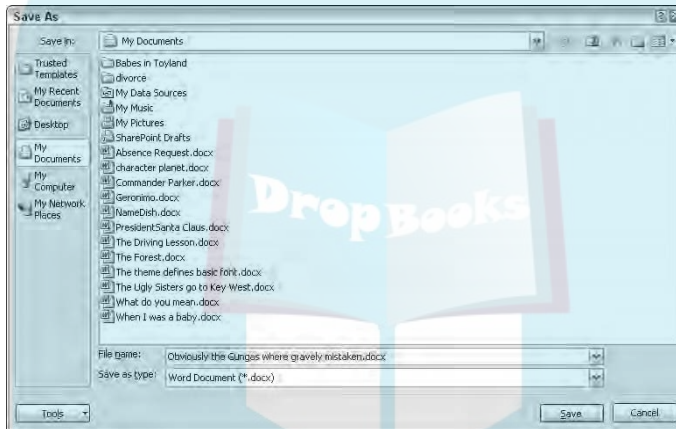 Save As
Save in:
My Documents
Trusted
Templates
My Recent
Documents
Desktop
My
Documents
My
Computer
My Network
Places
Babes in Toyland
divorce
My Data Sources
My Music
My Pictures
SharePoint Drafts
Absence Request.docx
character planet.docx
Commander Parker.docx
Geronimo.docx
NameDish.docx
PresidentSanta Claus.docx
The Driving Lesson.docx
The Forest.docx
The theme defines basic font.docx
The Ugly Sisters go to Key West.docx
What do you mean.docx
When I was a baby.docx
DropBooks
File name:
Obviously the Gungas where gravely mistaken.docx
Save as type:
Word Document (*.docx)
Tools
Save
Cancel